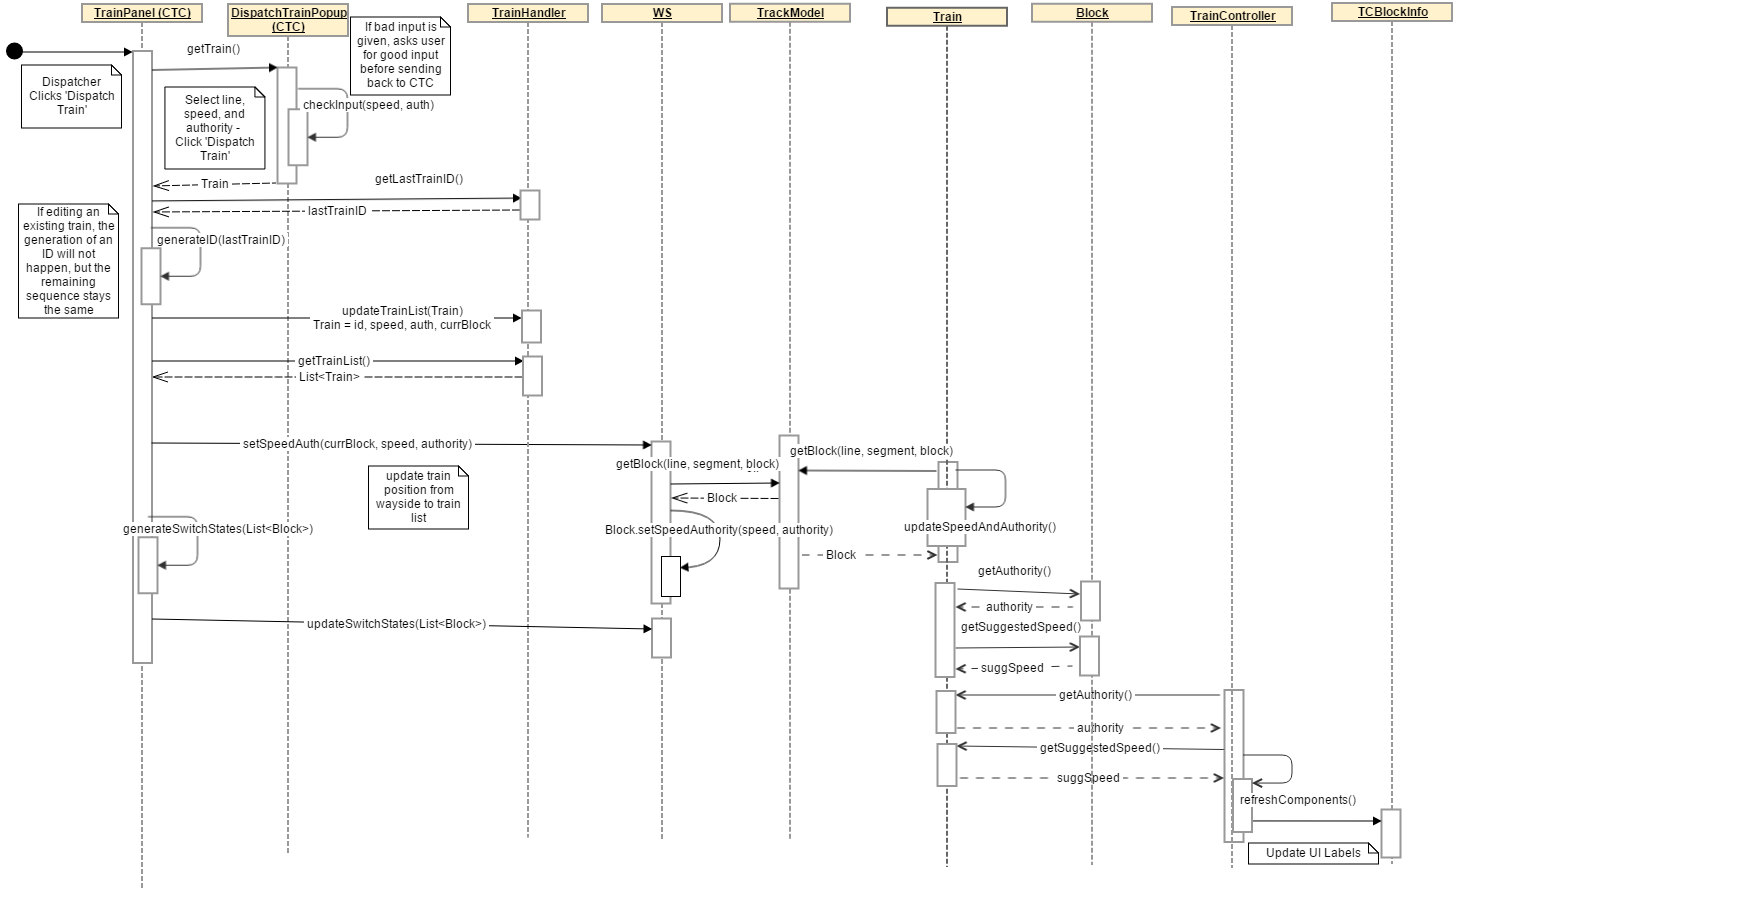 TrainPanel (CTC)
DispatchTrainPopup
(CTC)
TrainHandler
WS
TrackModel
Train
Block
TrainController
TCBlockInfo
If bad input is
given, asks user
for good input
before sending
back to CTC
getTrain()
Dispatcher
Clicks 'Dispatch
Train'
Select line,
speed, and
authority -
Click 'Dispatch
Train'
checkInput(speed, auth)
Train
getLastTrainID()
lastTrainID
If editing an
existing train, the
generation of an
ID will not
happen, but the
remaining
sequence stays
the same
generateID(lastTrainID)
updateTrainList(Train)
Train = id, speed, auth, currBlock
getTrainList()
List<Train>
setSpeedAuth(currBlock, speed, authority)
getBlock(line, segment, block)
getBlock(line, segment, block)
update train
position from
wayside to train
list
Block
generateSwitchStates(List<Block>)
Block.setSpeedAuthority(speed, authority)
updateSpeedAndAuthority()
Block
getAuthority()
authority
updateSwitchStates(List<Block>)
getSuggestedSpeed()
suggSpeed
getAuthority()
authority
getSuggestedSpeed()
suggSpeed
refreshComponents()
Update UI Labels